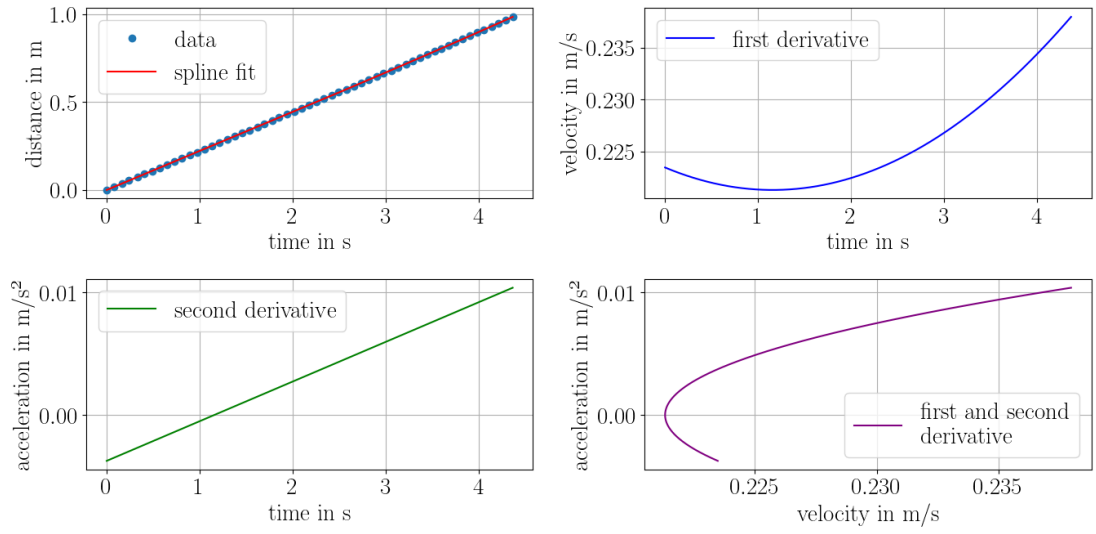 1.0
0.5
0.0
distance in m
data
spline fit
0 1 2 3 4
time in s
0.235
0.230
0.225
velocity in m/s
first derivative
0 1 2 3 4
time in s
0.01
0.00
acceleration in m/s²
second derivative
0 1 2 3 4
time in s
0.01
0.00
acceleration in m/s²
first and second
derivative
0.225 0.230 0.235
velocity in m/s